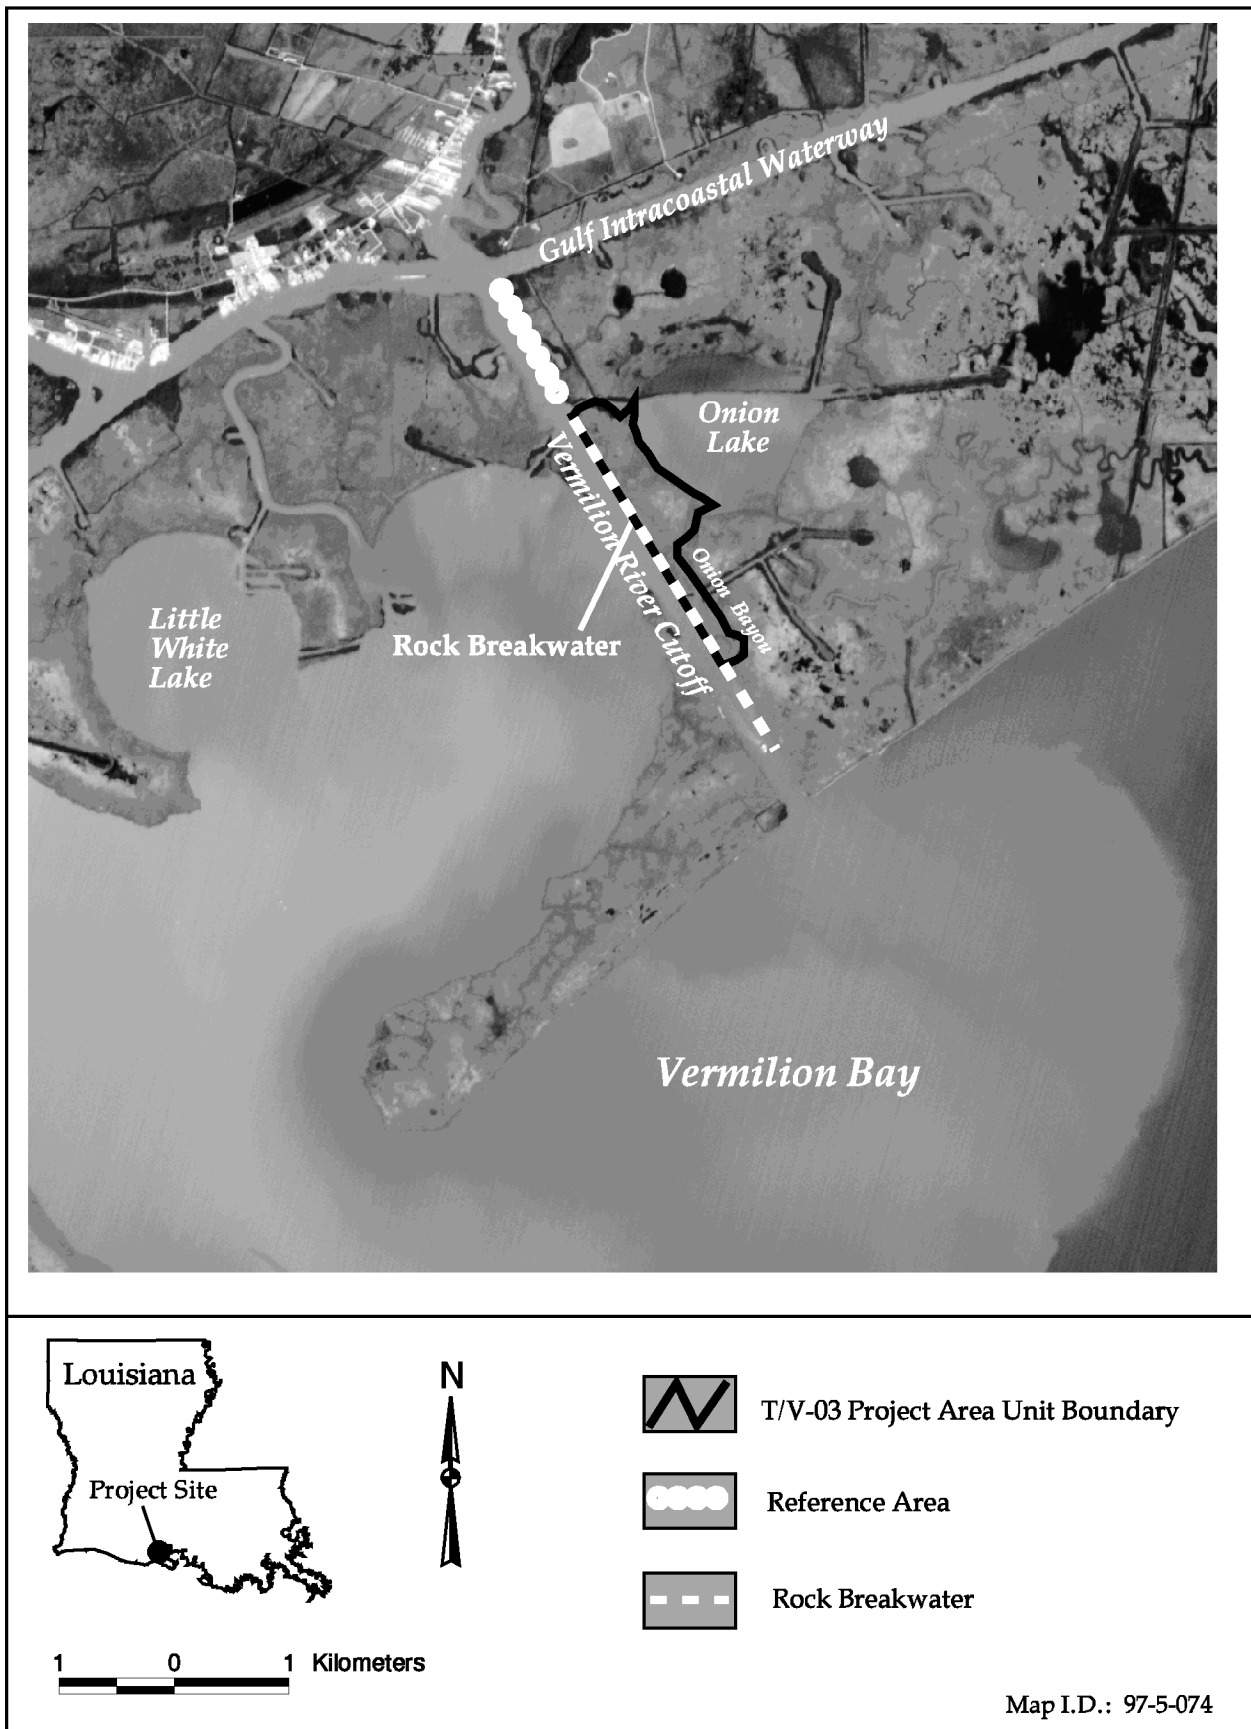 Gulf Intracoastal Waterway
Onion
Lake
Vermilion River Cutoff
Onion Bayou
Little
White
Lake
Rock Breakwater
Vermilion Bay
Louisiana
Project Site
N
1 0 1 Kilometers
T/V-03 Project Area Unit Boundary
Reference Area
Rock Breakwater
Map I.D.: 97-5-074